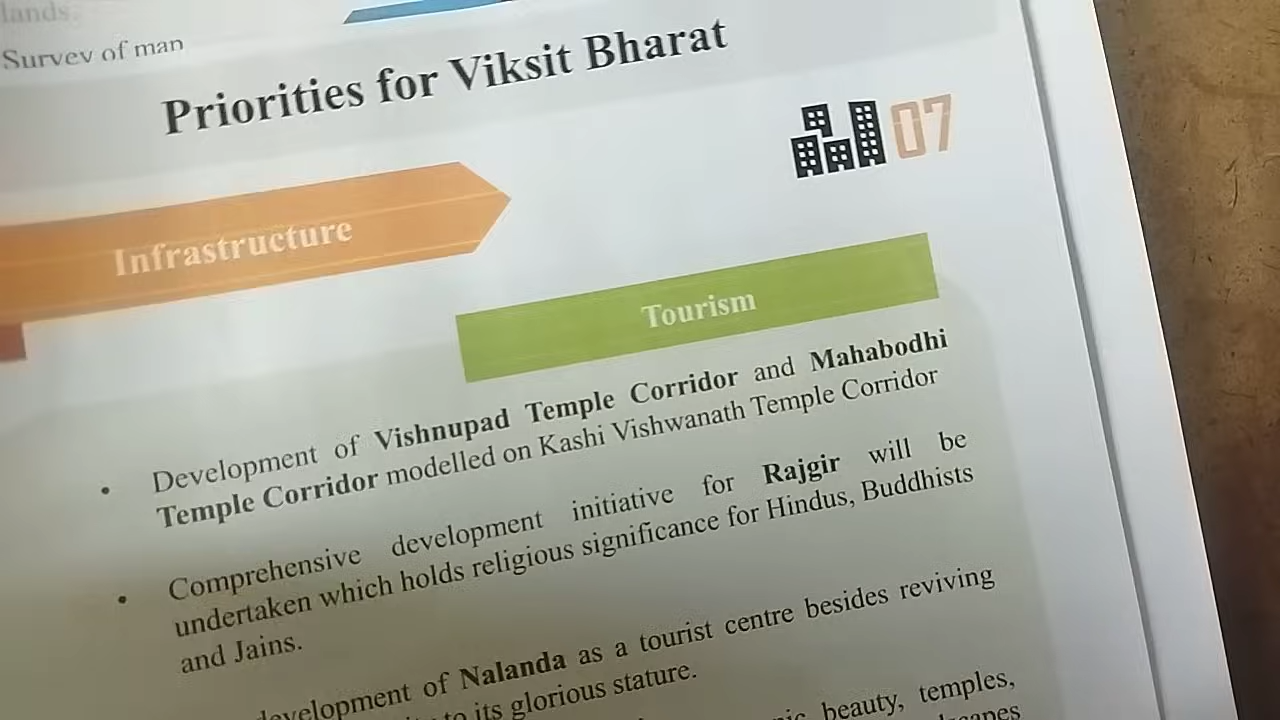 lands.
Survey of man
Priorities for Viksit Bharat
07
Infrastructure
Tourism
• Development of Vishnupad Temple Corridor and Mahabodhi
Temple Corridor modelled on Kashi Vishwanath Temple Corridor
• Comprehensive development initiative for Rajgir will be
undertaken which holds religious significance for Hindus, Buddhists
and Jains.
development of Nalanda as a tourist centre besides reviving
to its glorious stature.
beauty, temples,